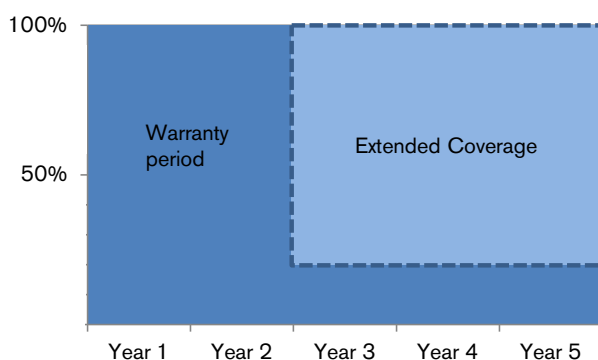 100%
Warranty
period
Extended Coverage
50%
Year 1 Year 2 Year 3 Year 4 Year 5